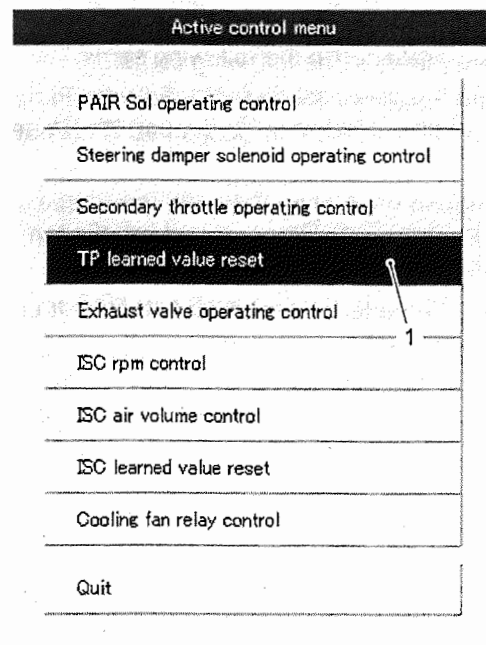 Active control menu
PAIR Sol operating control
Steering damper solenoid operating control
Secondary throttle operating control
TP learned value reset
Exhaust valve operating control
1
ISC rpm control
ISC air volume control
ISC learned value reset
Cooling fan relay control
Quit